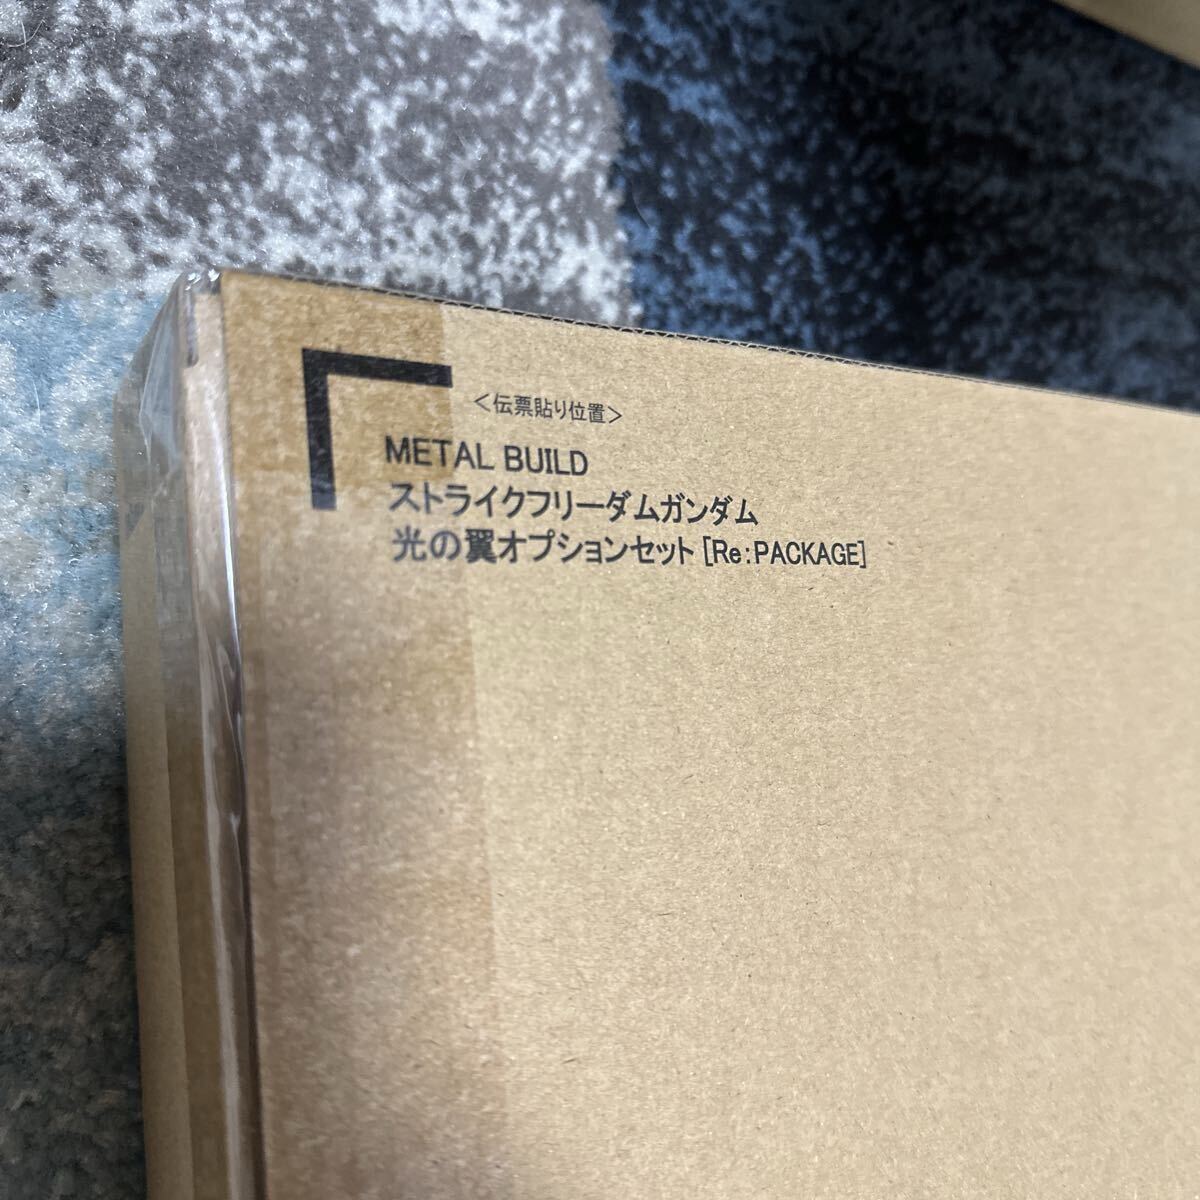 <伝票貼り位置>
METAL BUILD
ストライクフリーダムガンダム
光の翼オプションセット [Re:PACKAGE]